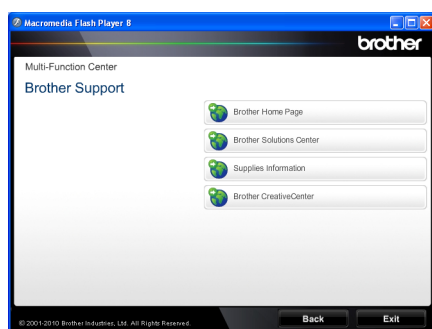 Macromedia Flash Player 8
brother
Multi-Function Center
Brother Support
Brother Home Page
Brother Solutions Center
Supplies Information
Brother CreativeCenter
© 2001-2010 Brother Industries, Ltd. All Rights Reserved.
Back
Exit